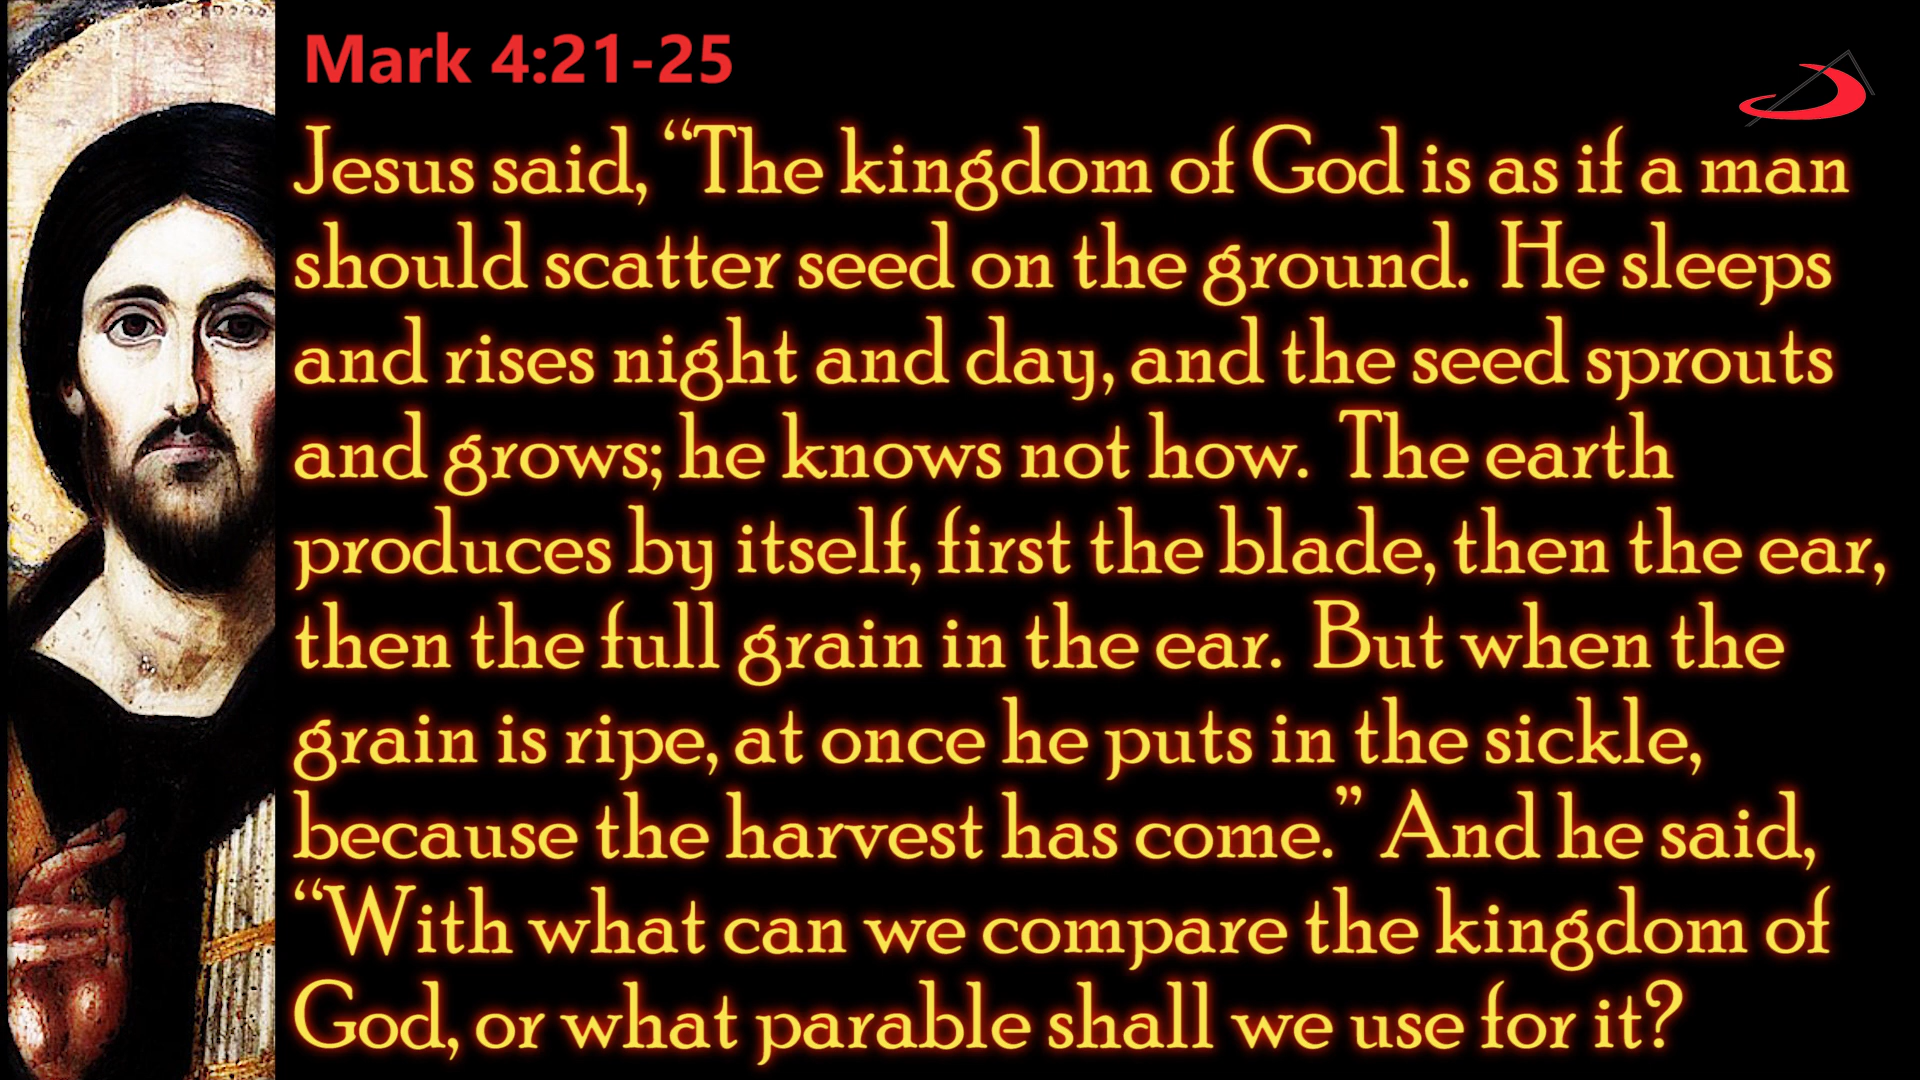 Mark 4:21-25
Jesus said, “The kingdom of God is as if a man
should scatter seed on the ground. He sleeps
and rises night and day, and the seed sprouts
and grows; he knows not how. The earth
produces by itself, first the blade, then the ear,
then the full grain in the ear. But when the
grain is ripe, at once he puts in the sickle,
because the harvest has come.” And he said,
“With what can we compare the kingdom of
God, or what parable shall we use for it?